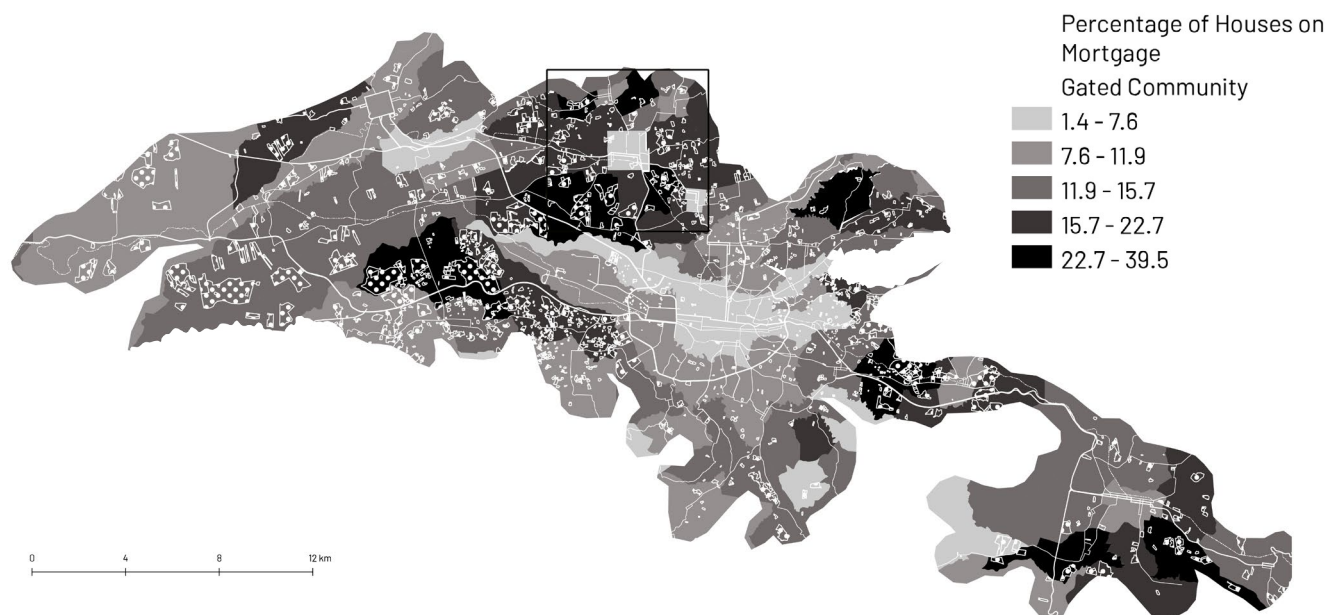 Percentage of Houses on
Mortgage
Gated Community
1.4 - 7.6
7.6 - 11.9
11.9 - 15.7
15.7 - 22.7
22.7 - 39.5
0 4 8 12 km